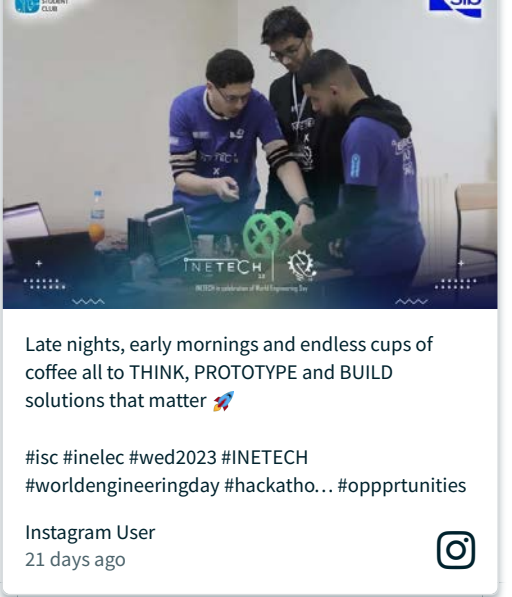 STUDENT
CLUB
INETECH
X
INETECH
INETECH in celebration of World Engineering Day
Late nights, early mornings and endless cups of
coffee all to THINK, PROTOTYPE and BUILD
solutions that matter 🚀
#isc #inelec #wed2023 #INETECH
#worldengineeringday #hackatho... #oppprtunities
Instagram User
21 days ago